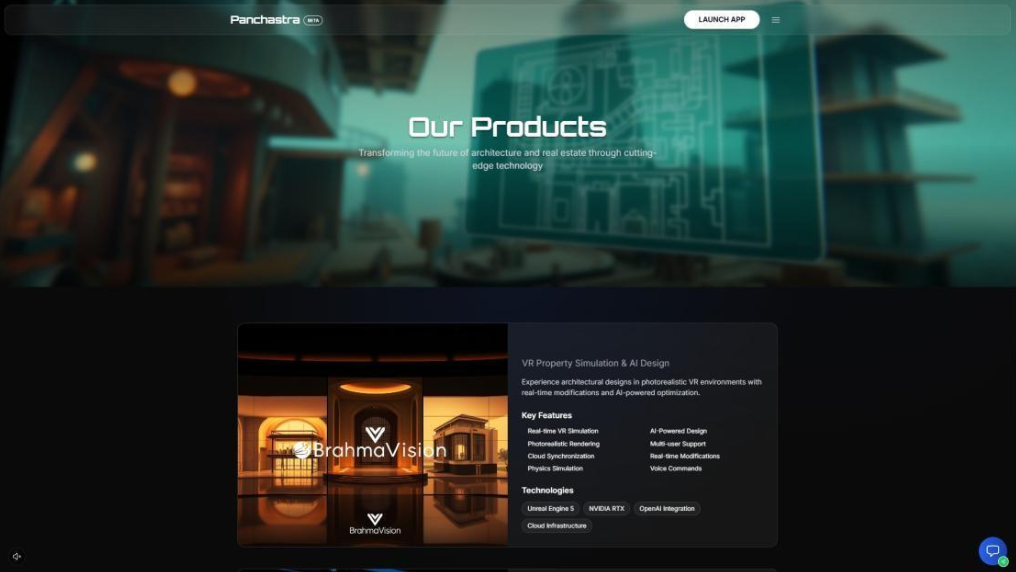 Panchastra BETA
LAUNCH APP
Our Products
Transforming the future of architecture and real estate through cutting-
edge technology
BrahmaVision
BrahmaVision
VR Property Simulation & AI Design
Experience architectural designs in photorealistic VR environments with
real-time modifications and AI-powered optimization.
Key Features
Real-time VR Simulation
AI-Powered Design
Photorealistic Rendering
Multi-user Support
Cloud Synchronization
Real-time Modifications
Physics Simulation
Voice Commands
Technologies
Unreal Engine 5
NVIDIA RTX
OpenAI Integration
Cloud Infrastructure